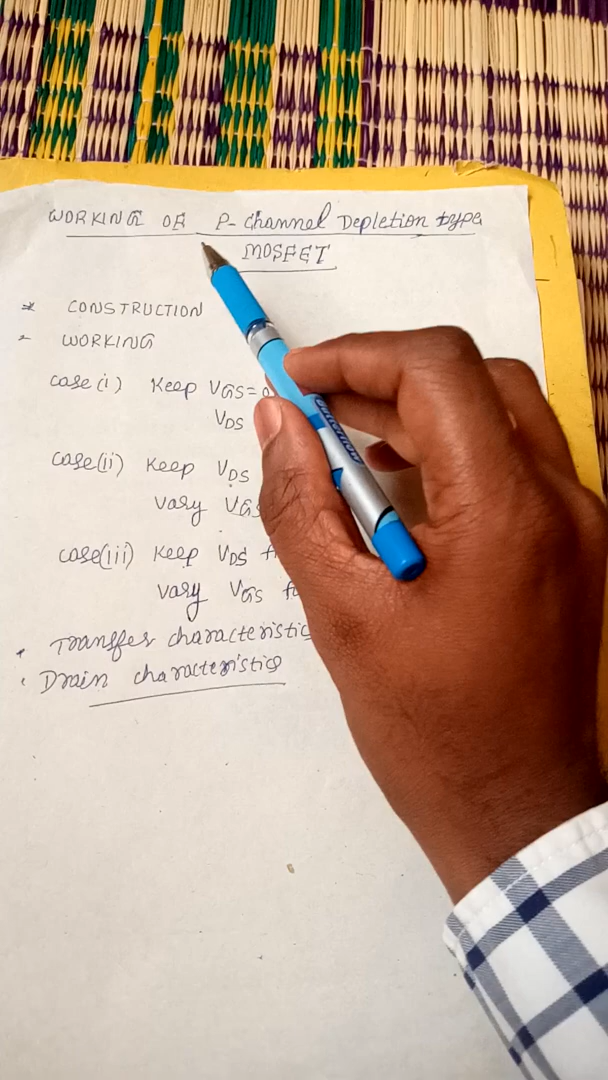 WORKING OF P-channel Depletion type
MOSFET
* CONSTRUCTION
- WORKING
case(i) Keep VGS=0
VDS
case(ii) Keep VDS
vary VGS
case(iii) Keep VDS
vary VGS
• Transfer characteristic
• Drain characteristics